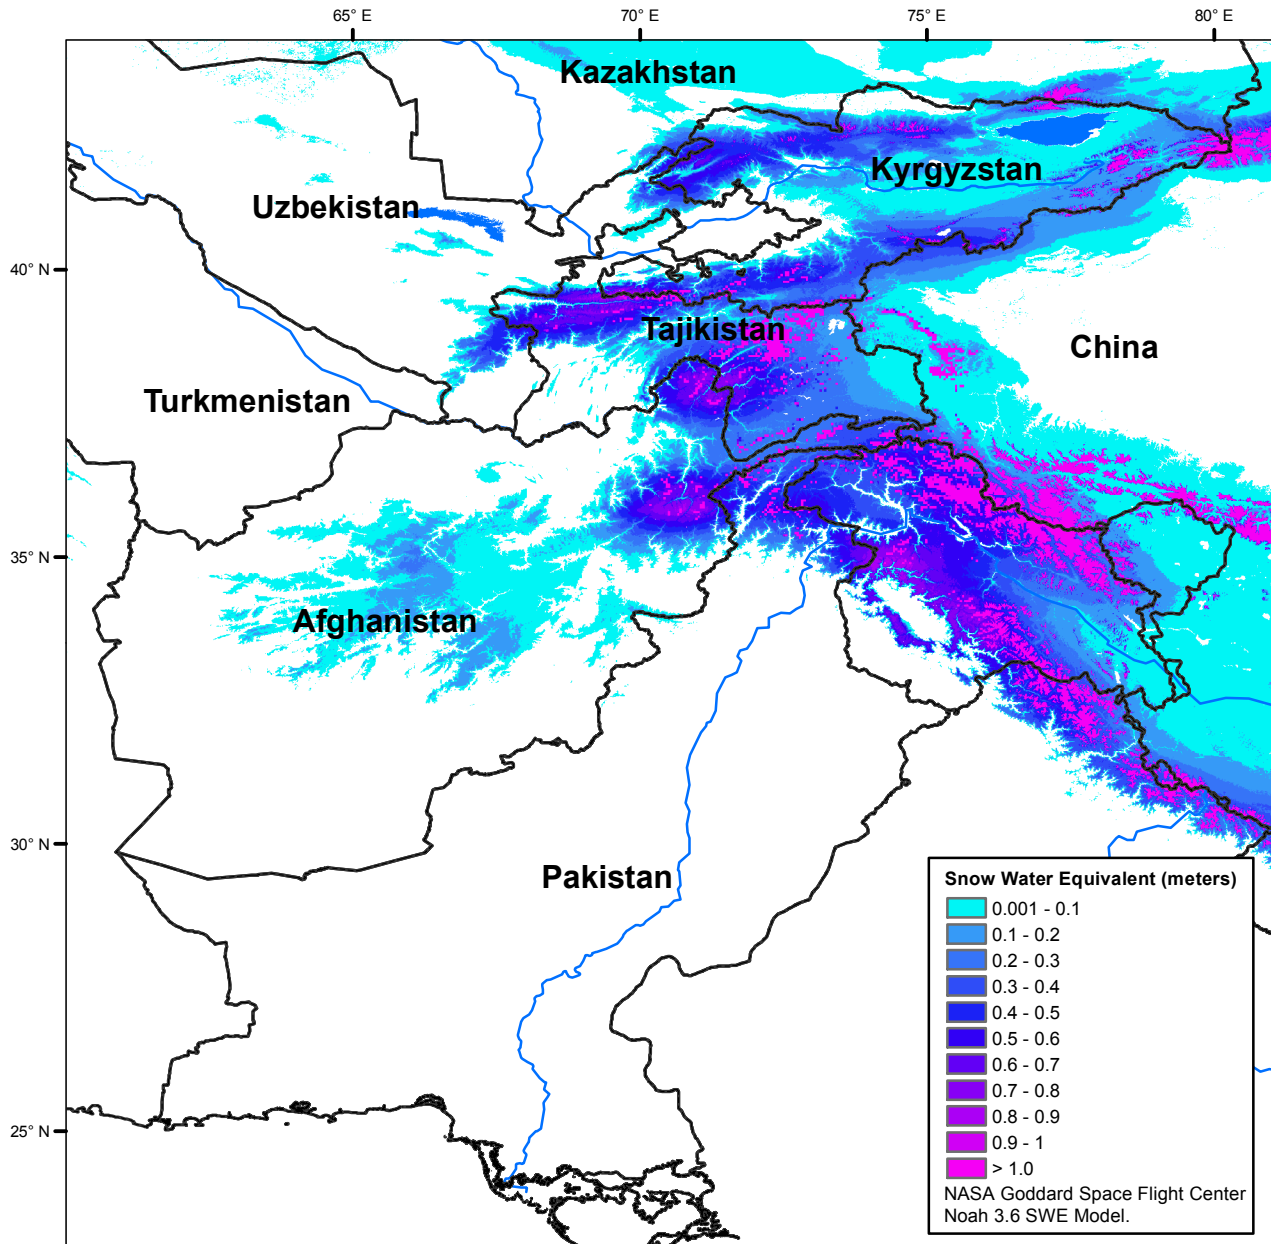 65° E
70° E
75° E
80° E
Kazakhstan
Kyrgyzstan
Uzbekistan
40° N
Tajikistan
China
Turkmenistan
35° N
Afghanistan
30° N
Pakistan
Snow Water Equivalent (meters)
0.001 - 0.1
0.1 - 0.2
0.2 - 0.3
0.3 - 0.4
0.4 - 0.5
0.5 - 0.6
0.6 - 0.7
0.7 - 0.8
0.8 - 0.9
0.9 - 1
> 1.0
NASA Goddard Space Flight Center
Noah 3.6 SWE Model.
25° N